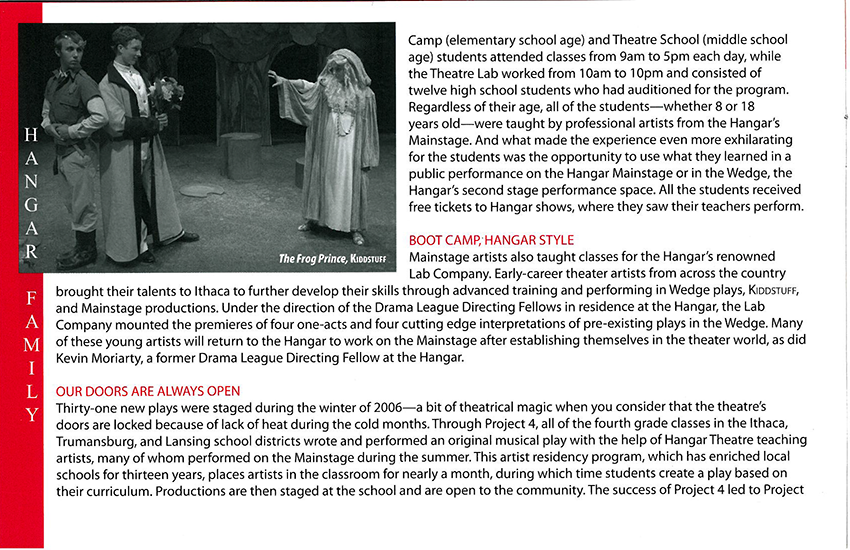 HANGAR FAMILY
The Frog Prince, KIDDSTUFF
Camp (elementary school age) and Theatre School (middle school
age) students attended classes from 9am to 5pm each day, while
the Theatre Lab worked from 10am to 10pm and consisted of
twelve high school students who had auditioned for the program.
Regardless of their age, all of the students—whether 8 or 18
years old—were taught by professional artists from the Hangar's
Mainstage. And what made the experience even more exhilarating
for the students was the opportunity to use what they learned in a
public performance on the Hangar Mainstage or in the Wedge, the
Hangar's second stage performance space. All the students received
free tickets to Hangar shows, where they saw their teachers perform.
BOOT CAMP, HANGAR STYLE
Mainstage artists also taught classes for the Hangar's renowned
Lab Company. Early-career theater artists from across the country
brought their talents to Ithaca to further develop their skills through advanced training and performing in Wedge plays, KIDDSTUFF,
and Mainstage productions. Under the direction of the Drama League Directing Fellows in residence at the Hangar, the Lab
Company mounted the premieres of four one-acts and four cutting edge interpretations of pre-existing plays in the Wedge. Many
of these young artists will return to the Hangar to work on the Mainstage after establishing themselves in the theater world, as did
Kevin Moriarty, a former Drama League Directing Fellow at the Hangar.
OUR DOORS ARE ALWAYS OPEN
Thirty-one new plays were staged during the winter of 2006—a bit of theatrical magic when you consider that the theatre's
doors are locked because of lack of heat during the cold months. Through Project 4, all of the fourth grade classes in the Ithaca,
Trumansburg, and Lansing school districts wrote and performed an original musical play with the help of Hangar Theatre teaching
artists, many of whom performed on the Mainstage during the summer. This artist residency program, which has enriched local
schools for thirteen years, places artists in the classroom for nearly a month, during which time students create a play based on
their curriculum. Productions are then staged at the school and are open to the community. The success of Project 4 led to Project